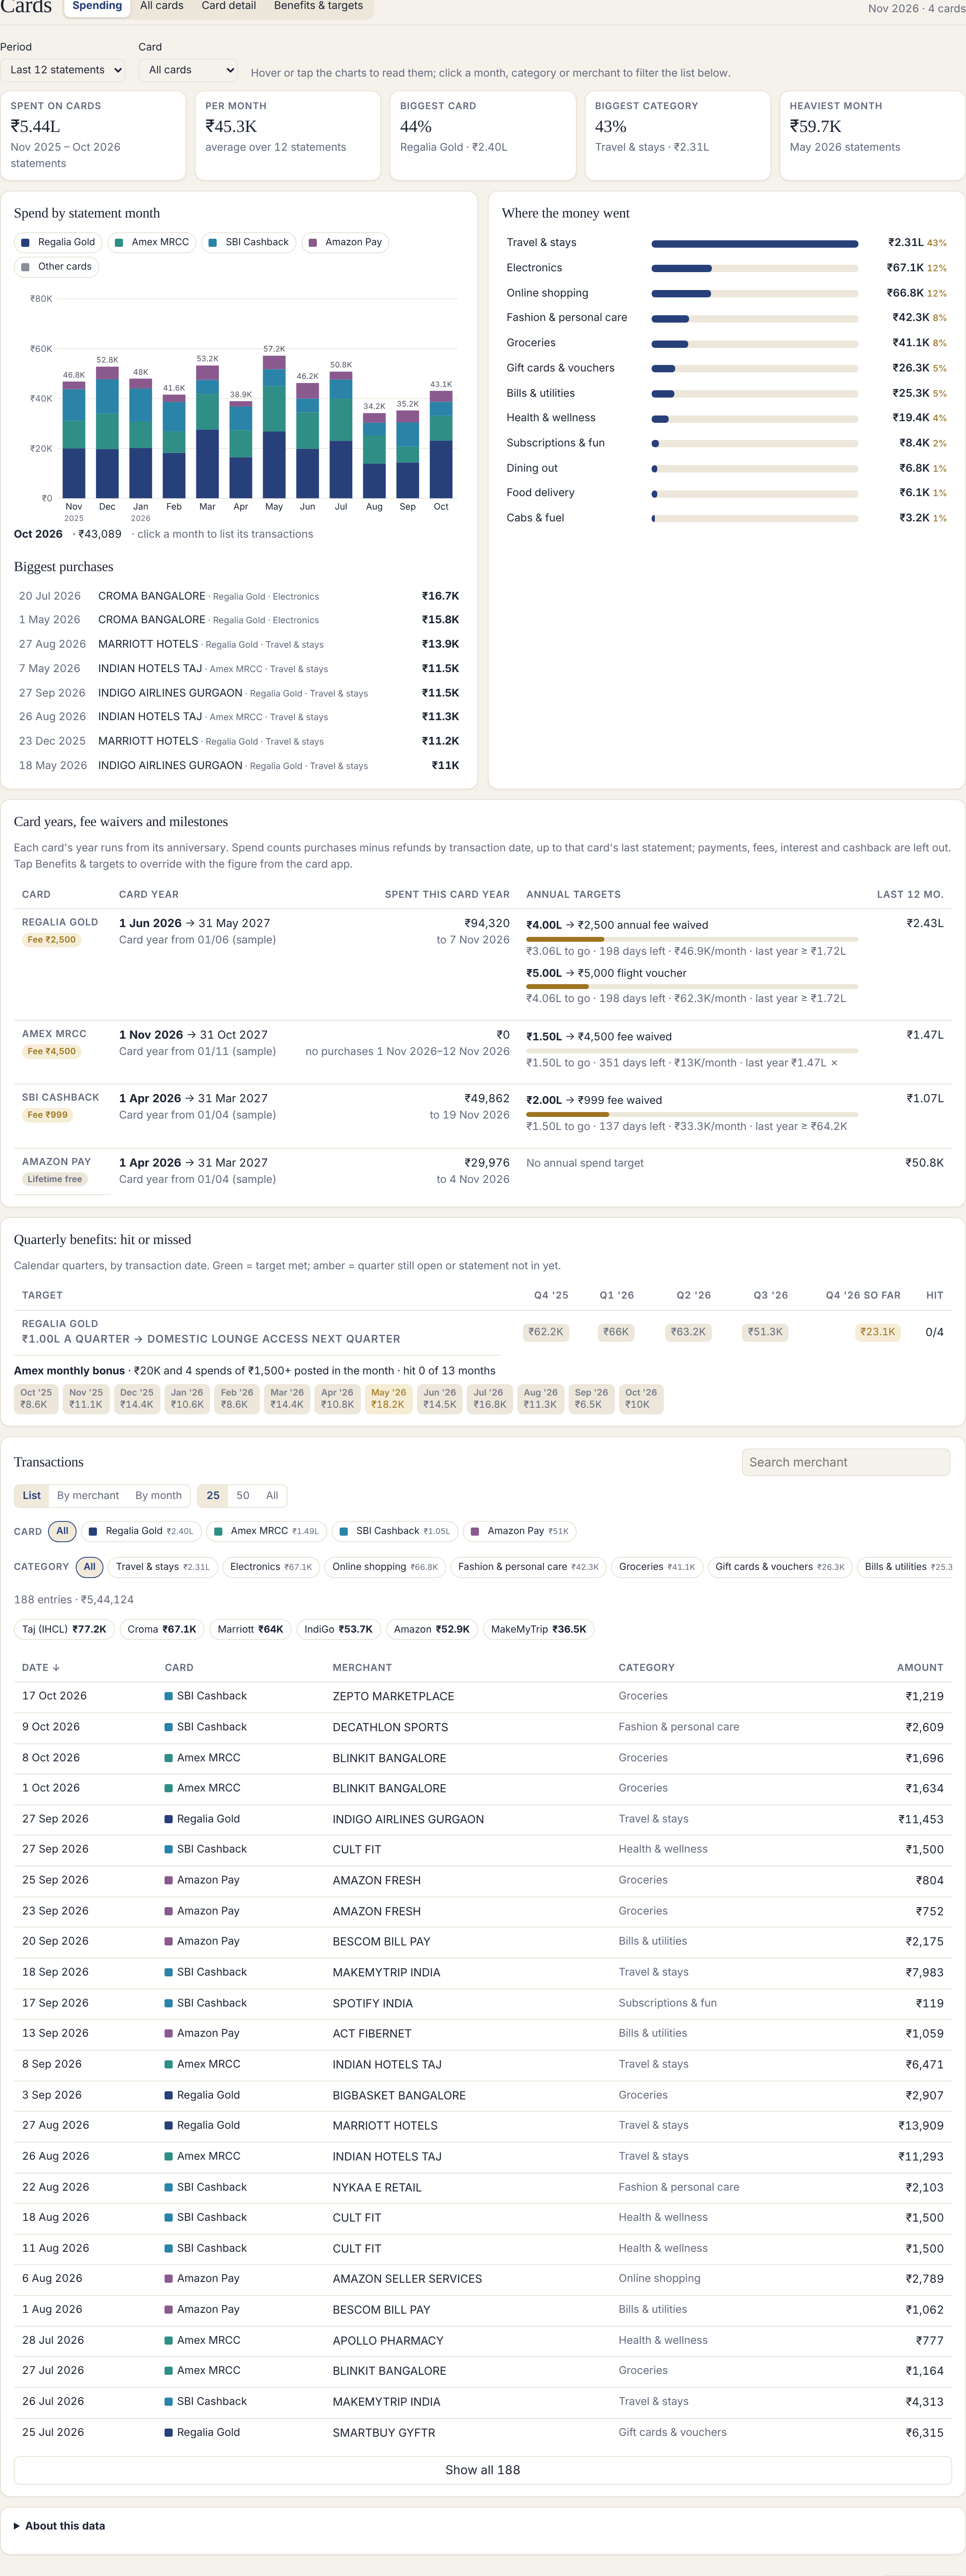 Cards Spending All cards Card detail Benefits & targets Nov 2026 · 4 cards
Period Card
Last 12 statements All cards Hover or tap the charts to read them; click a month, category or merchant to filter the list below.
SPENT ON CARDS
₹5.44L
Nov 2025 – Oct 2026
statements
PER MONTH
₹45.3K
average over 12 statements
BIGGEST CARD
44%
Regalia Gold · ₹2.40L
BIGGEST CATEGORY
43%
Travel & stays · ₹2.31L
HEAVIEST MONTH
₹59.7K
May 2026 statements
Spend by statement month
Regalia Gold Amex MRCC SBI Cashback Amazon Pay
Other cards
₹80K
₹60K
₹40K
₹20K
₹0
46.8K 52.8K 48K 41.6K 53.2K 38.9K 57.2K 46.2K 50.8K 34.2K 35.2K 43.1K
Nov Dec Jan Feb Mar Apr May Jun Jul Aug Sep Oct
2025 2026
Oct 2026 · ₹43,089 · click a month to list its transactions
Biggest purchases
20 Jul 2026 CROMA BANGALORE · Regalia Gold · Electronics ₹16.7K
1 May 2026 CROMA BANGALORE · Regalia Gold · Electronics ₹15.8K
27 Aug 2026 MARRIOTT HOTELS · Regalia Gold · Travel & stays ₹13.9K
7 May 2026 INDIAN HOTELS TAJ · Amex MRCC · Travel & stays ₹11.5K
27 Sep 2026 INDIGO AIRLINES GURGAON · Regalia Gold · Travel & stays ₹11.5K
26 Aug 2026 INDIAN HOTELS TAJ · Amex MRCC · Travel & stays ₹11.3K
23 Dec 2025 MARRIOTT HOTELS · Regalia Gold · Travel & stays ₹11.2K
18 May 2026 INDIGO AIRLINES GURGAON · Regalia Gold · Travel & stays ₹11K
Where the money went
Travel & stays ₹2.31L 43%
Electronics ₹67.1K 12%
Online shopping ₹66.8K 12%
Fashion & personal care ₹42.3K 8%
Groceries ₹41.1K 8%
Gift cards & vouchers ₹26.3K 5%
Bills & utilities ₹25.3K 5%
Health & wellness ₹19.4K 4%
Subscriptions & fun ₹8.4K 2%
Dining out ₹6.8K 1%
Food delivery ₹6.1K 1%
Cabs & fuel ₹3.2K 1%
Card years, fee waivers and milestones
Each card's year runs from its anniversary. Spend counts purchases minus refunds by transaction date, up to that card's last statement; payments, fees, interest and cashback are left out.
Tap Benefits & targets to override with the figure from the card app.
CARD CARD YEAR SPENT THIS CARD YEAR ANNUAL TARGETS LAST 12 MO.
REGALIA GOLD 1 Jun 2026 → 31 May 2027 ₹94,320 ₹4.00L → ₹2,500 annual fee waived ₹2.43L
Fee ₹2,500 Card year from 01/06 (sample) to 7 Nov 2026
₹3.06L to go · 198 days left · ₹46.9K/month · last year ≥ ₹1.72L
₹5.00L → ₹5,000 flight voucher
₹4.06L to go · 198 days left · ₹62.3K/month · last year ≥ ₹1.72L
AMEX MRCC 1 Nov 2026 → 31 Oct 2027 ₹0 ₹1.50L → ₹4,500 fee waived ₹1.47L
Fee ₹4,500 Card year from 01/11 (sample) no purchases 1 Nov 2026–12 Nov 2026
₹1.50L to go · 351 days left · ₹13K/month · last year ₹1.47L ×
SBI CASHBACK 1 Apr 2026 → 31 Mar 2027 ₹49,862 ₹2.00L → ₹999 fee waived ₹1.07L
Fee ₹999 Card year from 01/04 (sample) to 19 Nov 2026
₹1.50L to go · 137 days left · ₹33.3K/month · last year ≥ ₹64.2K
AMAZON PAY 1 Apr 2026 → 31 Mar 2027 ₹29,976 No annual spend target ₹50.8K
Lifetime free Card year from 01/04 (sample) to 4 Nov 2026
Quarterly benefits: hit or missed
Calendar quarters, by transaction date. Green = target met; amber = quarter still open or statement not in yet.
TARGET Q4 '25 Q1 '26 Q2 '26 Q3 '26 Q4 '26 SO FAR HIT
REGALIA GOLD
₹1.00L A QUARTER → DOMESTIC LOUNGE ACCESS NEXT QUARTER ₹62.2K ₹66K ₹63.2K ₹51.3K ₹23.1K 0/4
Amex monthly bonus · ₹20K and 4 spends of ₹1,500+ posted in the month · hit 0 of 13 months
Oct '25 Nov '25 Dec '25 Jan '26 Feb '26 Mar '26 Apr '26 May '26 Jun '26 Jul '26 Aug '26 Sep '26 Oct '26
₹8.6K ₹11.1K ₹14.4K ₹10.6K ₹8.6K ₹14.4K ₹10.8K ₹18.2K ₹14.5K ₹16.8K ₹11.3K ₹6.5K ₹10K
Transactions Search merchant
List By merchant By month 25 50 All
CARD All Regalia Gold ₹2.40L Amex MRCC ₹1.49L SBI Cashback ₹1.05L Amazon Pay ₹51K
CATEGORY All Travel & stays ₹2.31L Electronics ₹67.1K Online shopping ₹66.8K Fashion & personal care ₹42.3K Groceries ₹41.1K Gift cards & vouchers ₹26.3K Bills & utilities ₹25.3
188 entries · ₹5,44,124
Taj (IHCL) ₹77.2K Croma ₹67.1K Marriott ₹64K IndiGo ₹53.7K Amazon ₹52.9K MakeMyTrip ₹36.5K
DATE ↓ CARD MERCHANT CATEGORY AMOUNT
17 Oct 2026 SBI Cashback ZEPTO MARKETPLACE Groceries ₹1,219
9 Oct 2026 SBI Cashback DECATHLON SPORTS Fashion & personal care ₹2,609
8 Oct 2026 Amex MRCC BLINKIT BANGALORE Groceries ₹1,696
1 Oct 2026 Amex MRCC BLINKIT BANGALORE Groceries ₹1,634
27 Sep 2026 Regalia Gold INDIGO AIRLINES GURGAON Travel & stays ₹11,453
27 Sep 2026 SBI Cashback CULT FIT Health & wellness ₹1,500
25 Sep 2026 Amazon Pay AMAZON FRESH Groceries ₹804
23 Sep 2026 Amazon Pay AMAZON FRESH Groceries ₹752
20 Sep 2026 Amazon Pay BESCOM BILL PAY Bills & utilities ₹2,175
18 Sep 2026 SBI Cashback MAKEMYTRIP INDIA Travel & stays ₹7,983
17 Sep 2026 SBI Cashback SPOTIFY INDIA Subscriptions & fun ₹119
13 Sep 2026 Amazon Pay ACT FIBERNET Bills & utilities ₹1,059
8 Sep 2026 Amex MRCC INDIAN HOTELS TAJ Travel & stays ₹6,471
3 Sep 2026 Regalia Gold BIGBASKET BANGALORE Groceries ₹2,907
27 Aug 2026 Regalia Gold MARRIOTT HOTELS Travel & stays ₹13,909
26 Aug 2026 Amex MRCC INDIAN HOTELS TAJ Travel & stays ₹11,293
22 Aug 2026 SBI Cashback NYKAA E RETAIL Fashion & personal care ₹2,103
18 Aug 2026 SBI Cashback CULT FIT Health & wellness ₹1,500
11 Aug 2026 SBI Cashback CULT FIT Health & wellness ₹1,500
6 Aug 2026 Amazon Pay AMAZON SELLER SERVICES Online shopping ₹2,789
1 Aug 2026 Amazon Pay BESCOM BILL PAY Bills & utilities ₹1,062
28 Jul 2026 Amex MRCC APOLLO PHARMACY Health & wellness ₹777
27 Jul 2026 Amex MRCC BLINKIT BANGALORE Groceries ₹1,164
26 Jul 2026 SBI Cashback MAKEMYTRIP INDIA Travel & stays ₹4,313
25 Jul 2026 Regalia Gold SMARTBUY GYFTR Gift cards & vouchers ₹6,315
Show all 188
About this data